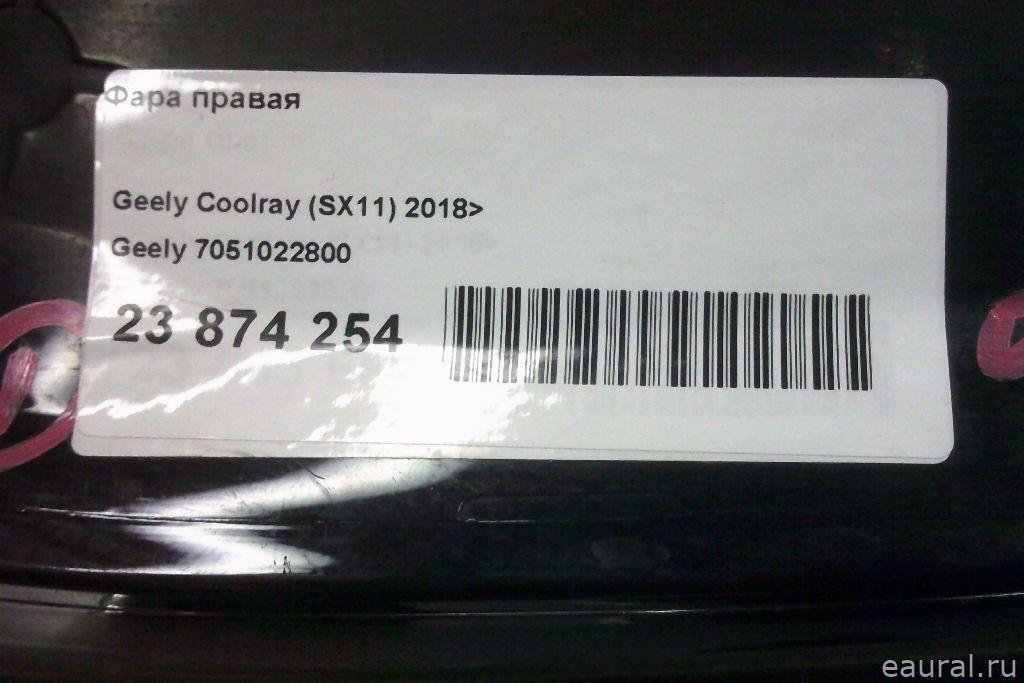 Фара правая
Geely Coolray (SX11) 2018>
Geely 7051022800
23 874 254
eaural.ru